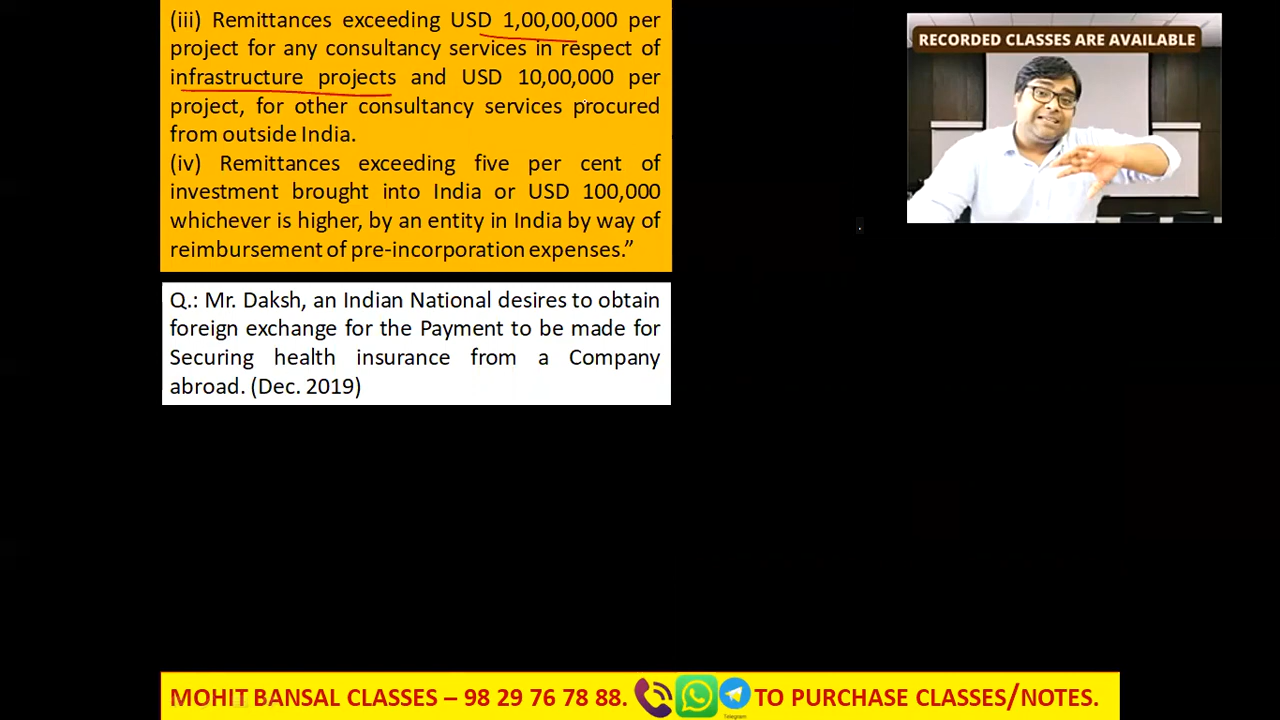 (iii) Remittances exceeding USD 1,00,00,000 per
project for any consultancy services in respect of
infrastructure projects and USD 10,00,000 per
project, for other consultancy services procured
from outside India.
(iv) Remittances exceeding five per cent of
investment brought into India or USD 100,000
whichever is higher, by an entity in India by way of
reimbursement of pre-incorporation expenses.”
RECORDED CLASSES ARE AVAILABLE
Q.: Mr. Daksh, an Indian National desires to obtain
foreign exchange for the Payment to be made for
Securing health insurance from a Company
abroad. (Dec. 2019)
MOHIT BANSAL CLASSES – 98 29 76 78 88. TO PURCHASE CLASSES/NOTES.
Telegram